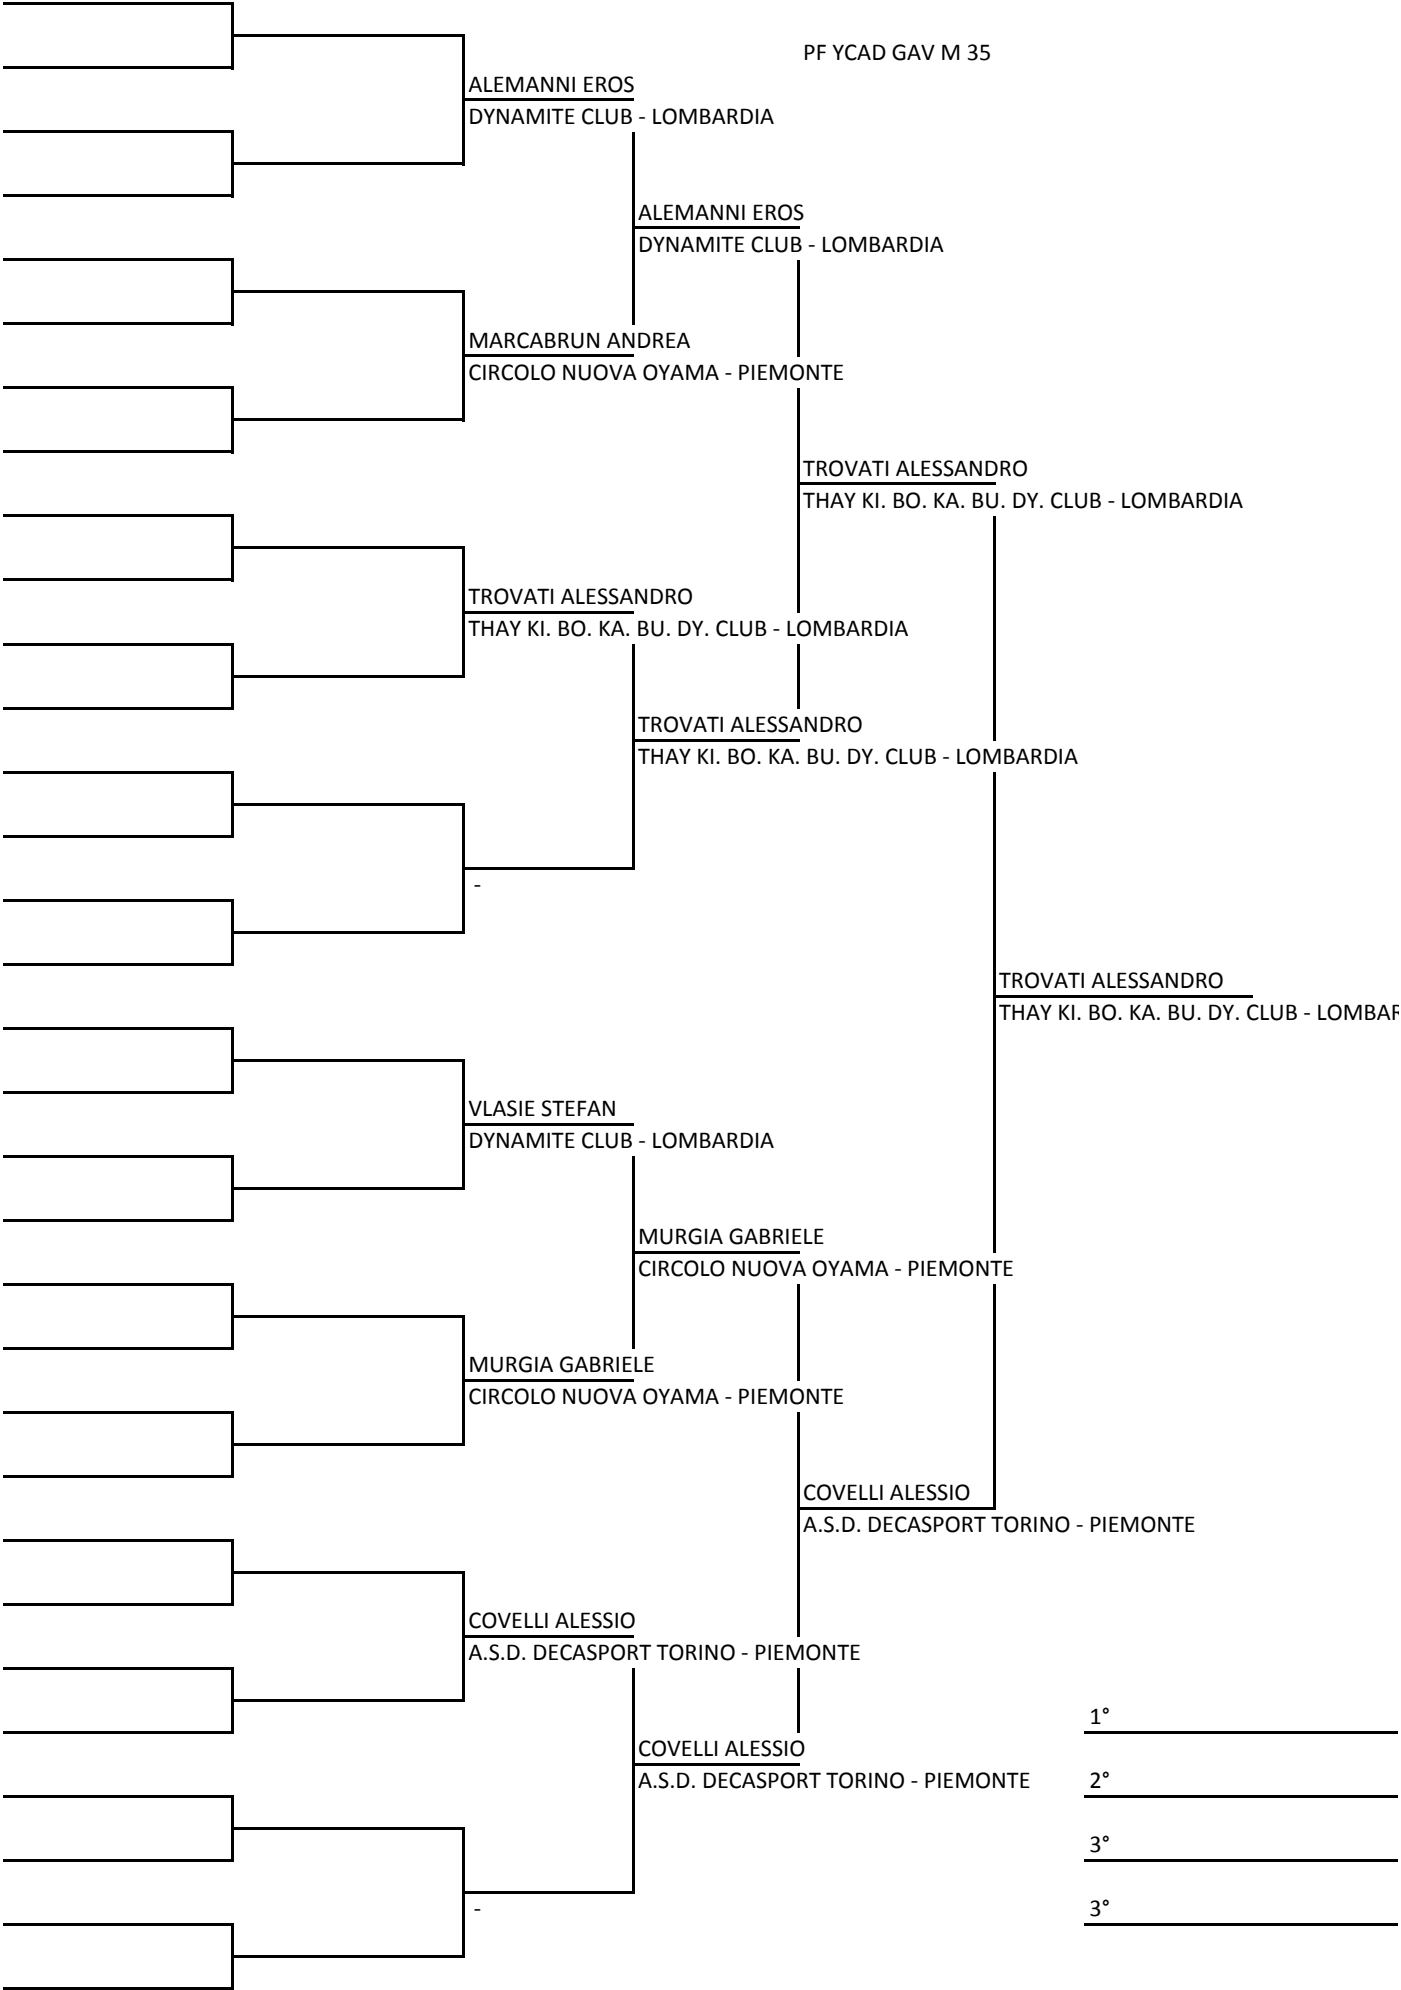 PF YCAD GAV M 35
ALEMANNI EROS
DYNAMITE CLUB - LOMBARDIA
ALEMANNI EROS
DYNAMITE CLUB - LOMBARDIA
MARCABRUN ANDREA
CIRCOLO NUOVA OYAMA - PIEMONTE
TROVATI ALESSANDRO
THAY KI. BO. KA. BU. DY. CLUB - LOMBARDIA
TROVATI ALESSANDRO
THAY KI. BO. KA. BU. DY. CLUB - LOMBARDIA
TROVATI ALESSANDRO
THAY KI. BO. KA. BU. DY. CLUB - LOMBARDIA
-
TROVATI ALESSANDRO
THAY KI. BO. KA. BU. DY. CLUB - LOMBAR
VLASIE STEFAN
DYNAMITE CLUB - LOMBARDIA
MURGIA GABRIELE
CIRCOLO NUOVA OYAMA - PIEMONTE
MURGIA GABRIELE
CIRCOLO NUOVA OYAMA - PIEMONTE
COVELLI ALESSIO
A.S.D. DECASPORT TORINO - PIEMONTE
COVELLI ALESSIO
A.S.D. DECASPORT TORINO - PIEMONTE
1°
COVELLI ALESSIO
A.S.D. DECASPORT TORINO - PIEMONTE
2°
3°
3°
-